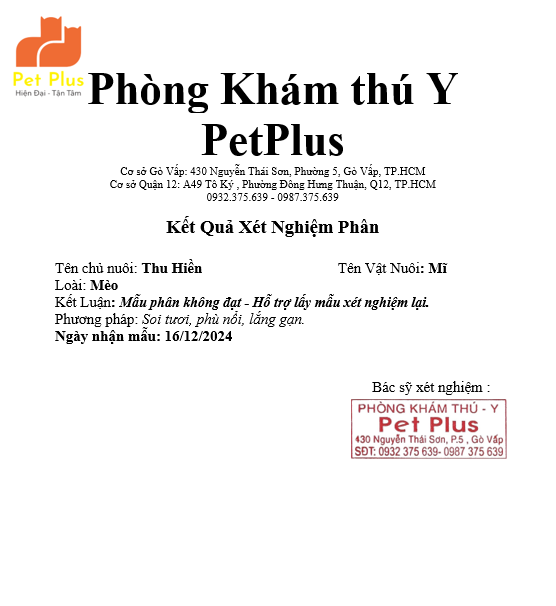 Pet Plus
Hiện Đại - Tận Tâm
Phòng Khám thú Y
PetPlus
Cơ sở Gò Vấp: 430 Nguyễn Thái Sơn, Phường 5, Gò Vấp, TP.HCM
Cơ sở Quận 12: A49 Tô Ký , Phường Đông Hưng Thuận, Q12, TP.HCM
0932.375.639 - 0987.375.639
Kết Quả Xét Nghiệm Phân
Tên chủ nuôi: Thu Hiền Tên Vật Nuôi: Mĩ
Loài: Mèo
Kết Luận: Mẫu phân không đạt - Hỗ trợ lấy mẫu xét nghiệm lại.
Phương pháp: Soi tươi, phù nổi, lắng gạn.
Ngày nhận mẫu: 16/12/2024
Bác sỹ xét nghiệm :
PHÒNG KHÁM THÚ - Y
Pet Plus
430 Nguyễn Thái Sơn, P.5 , Gò Vấp
SĐT: 0932 375 639- 0987 375 639